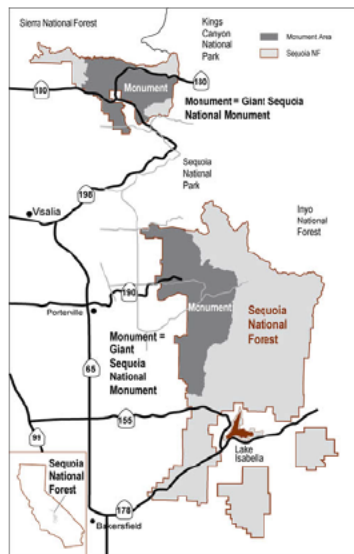 Sierra National Forest
Kings
Canyon
National
Park
Monument Area
Sequoia NF
Monument
180
180
Monument = Giant Sequoia
National Monument
Sequoia
National
Park
198
Visalia
Inyo
National
Forest
190
Porterville
Monument
Sequoia
National
Forest
Monument =
Giant
Sequoia
National
Monument
65
155
99
Lake
Isabella
Sequoia
National
Forest
178
Bakersfield